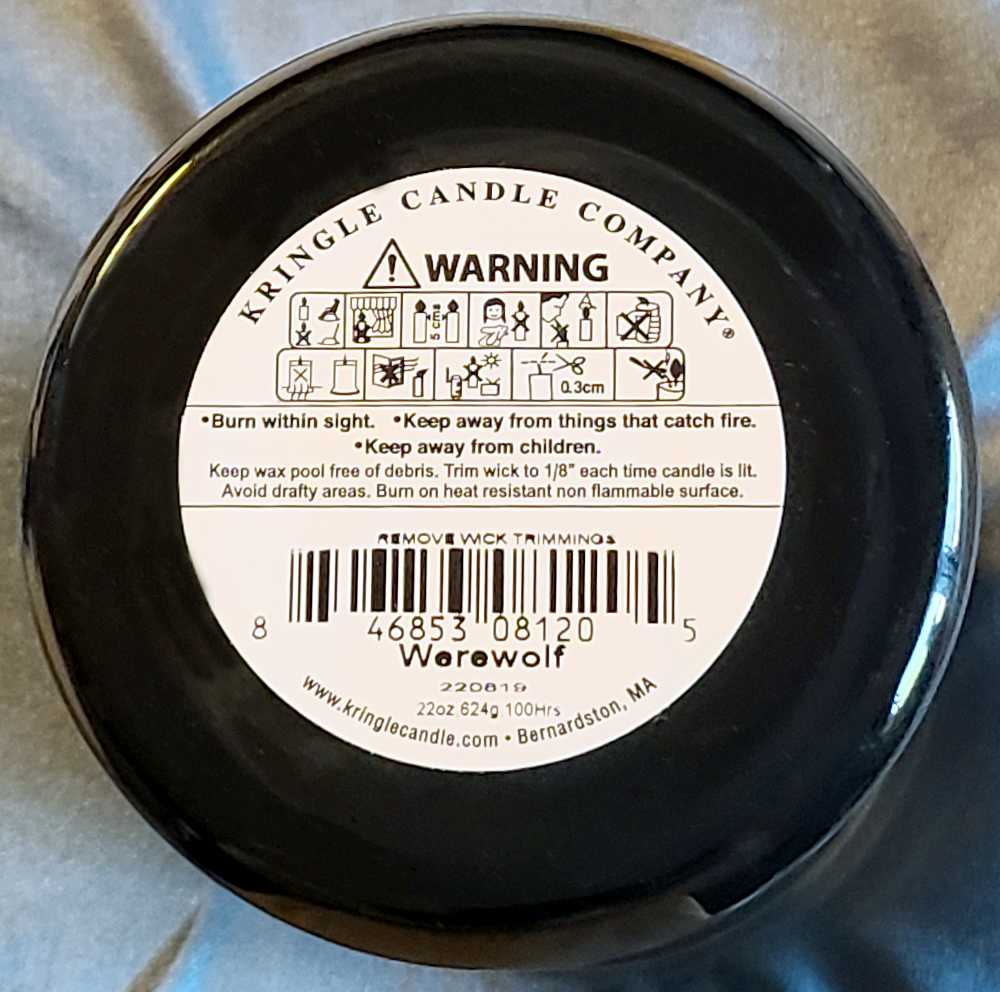 KRINGLE CANDLE COMPANY®
WARNING
5 cms
0.3cm
•Burn within sight. •Keep away from things that catch fire.
•Keep away from children.
Keep wax pool free of debris. Trim wick to 1/8" each time candle is lit.
Avoid drafty areas. Burn on heat resistant non flammable surface.
REMOVE WICK TRIMMINGS
8 46853 08120 5
Werewolf
220819
22oz 624g 100Hrs
www.kringlecandle.com • Bernardston, MA